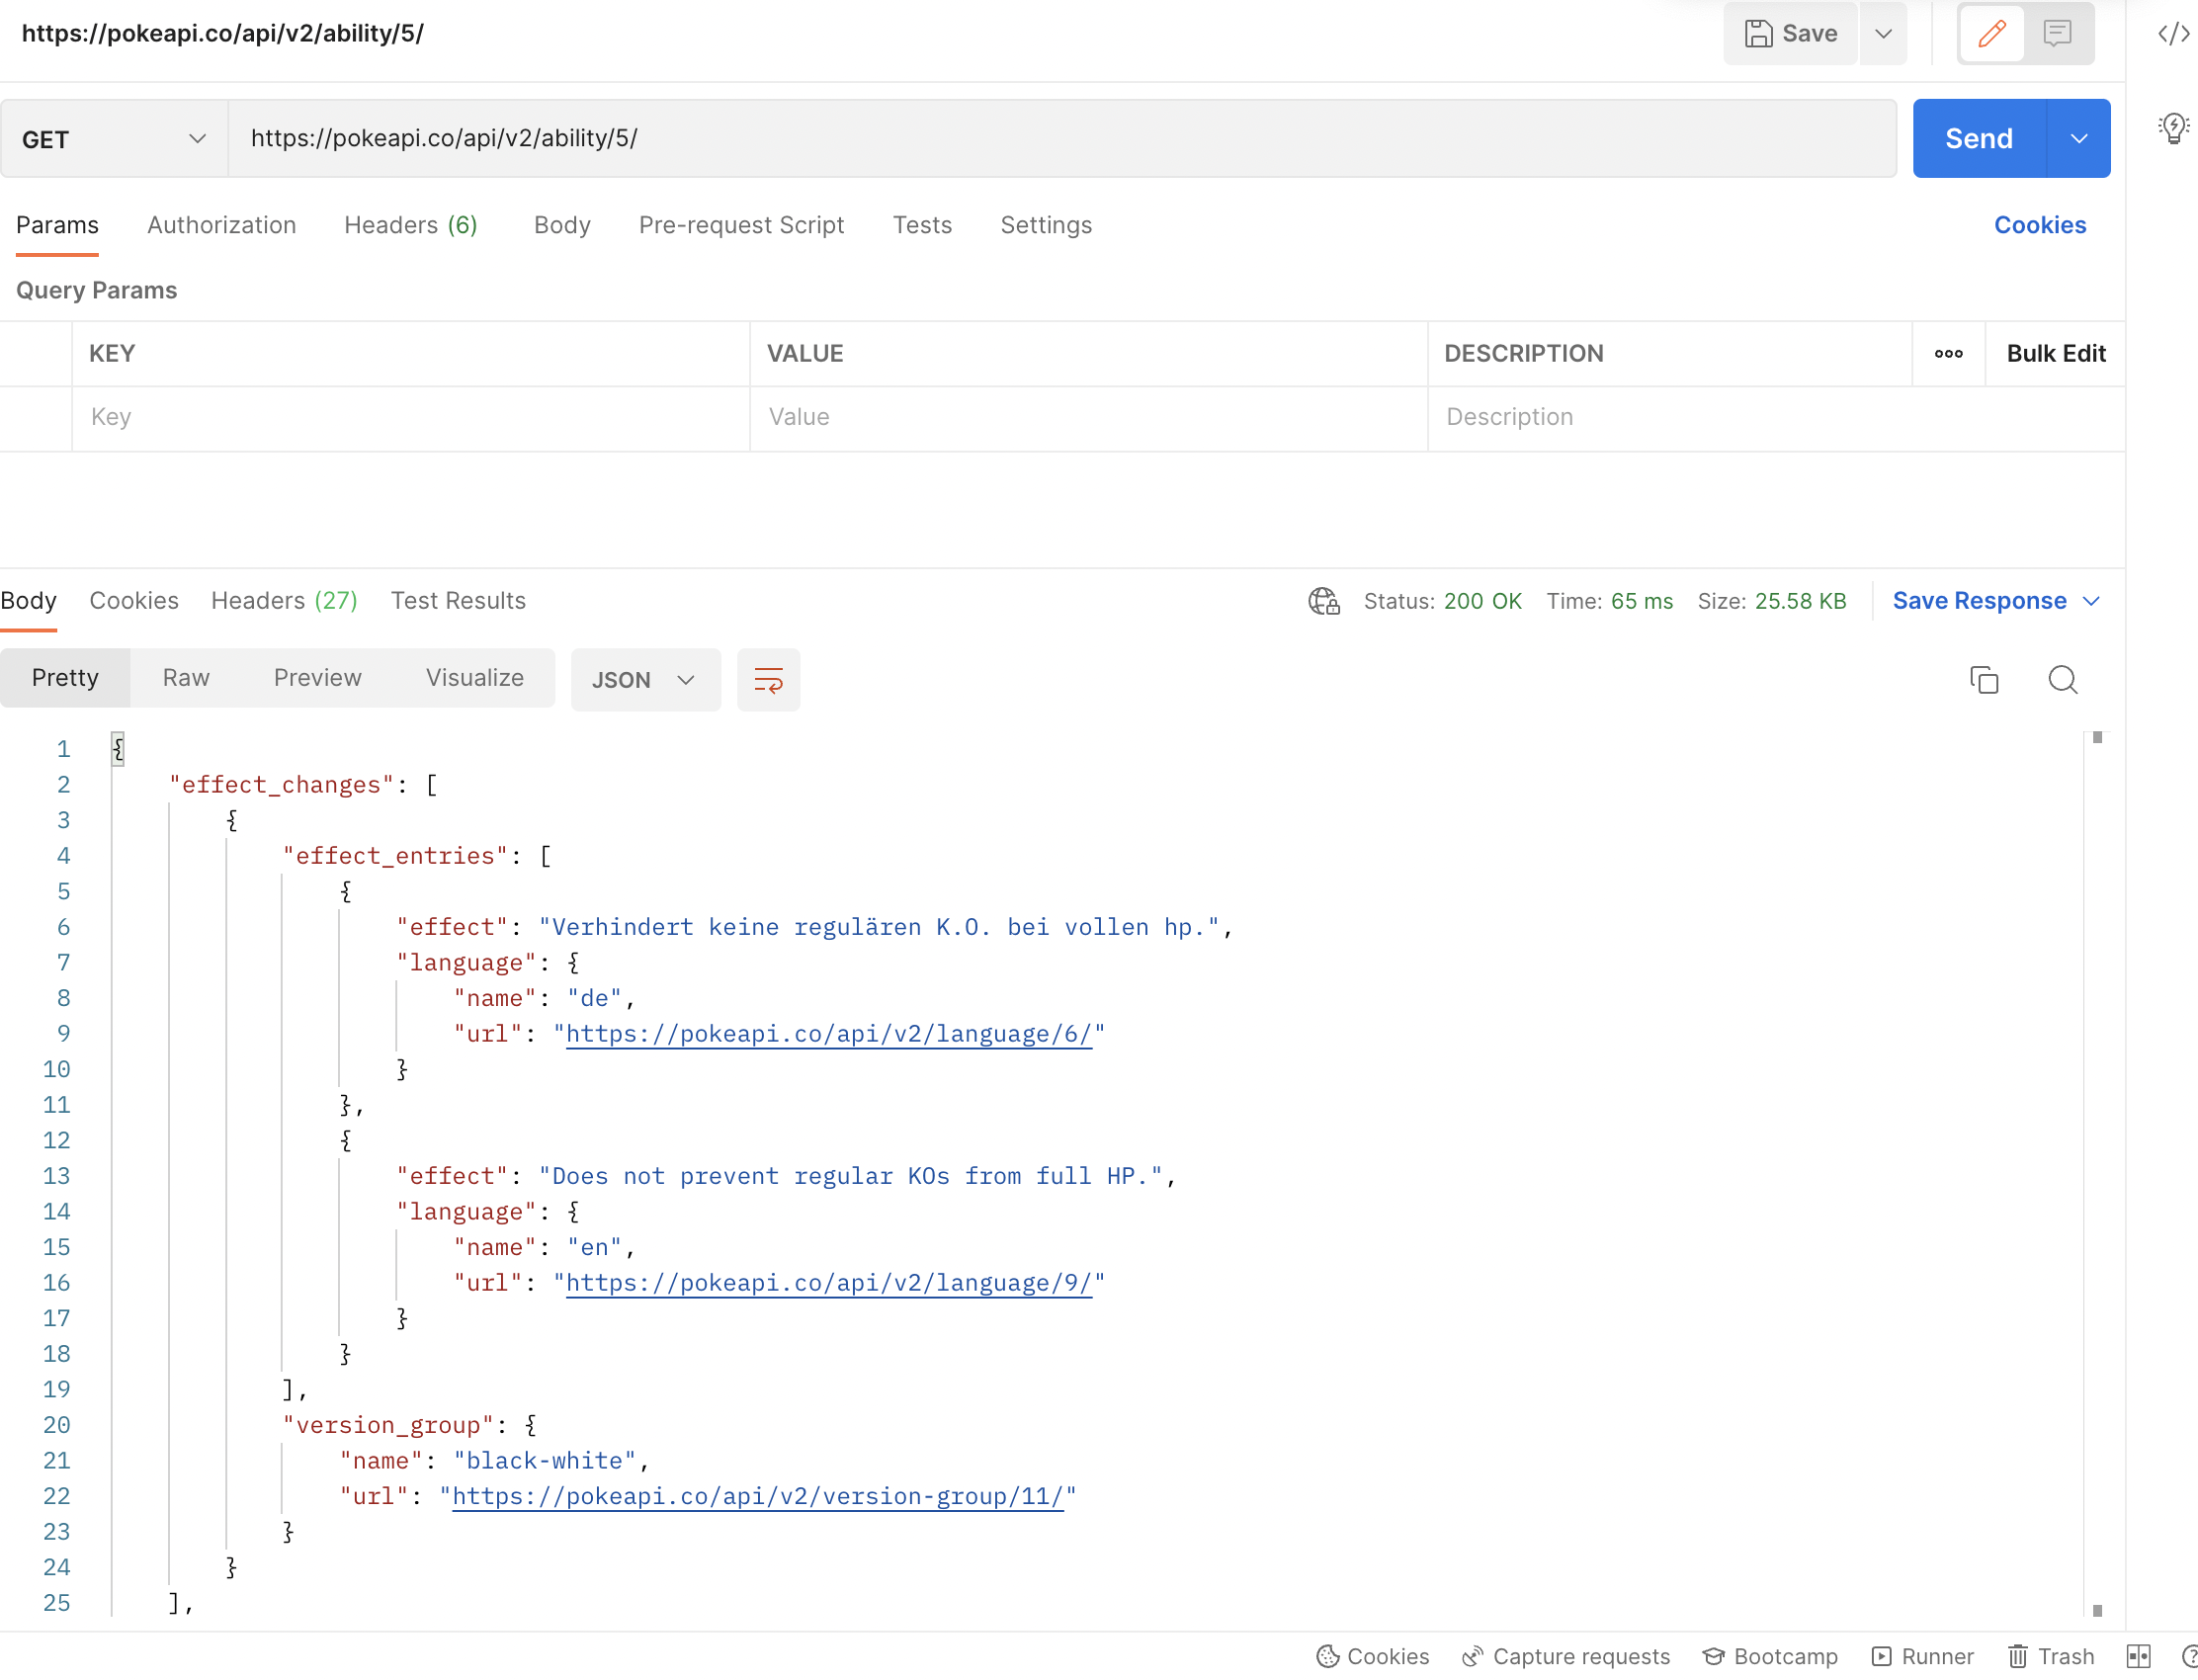 https://pokeapi.co/api/v2/ability/5/
Save
GET
https://pokeapi.co/api/v2/ability/5/
Send
Params Authorization Headers (6) Body Pre-request Script Tests Settings Cookies
Query Params
KEY VALUE DESCRIPTION Bulk Edit
Key Value Description
Body Cookies Headers (27) Test Results Status: 200 OK Time: 65 ms Size: 25.58 KB Save Response
Pretty Raw Preview Visualize JSON
1 {
2 "effect_changes": [
3 {
4 "effect_entries": [
5 {
6 "effect": "Verhindert keine regulären K.O. bei vollen hp.",
7 "language": {
8 "name": "de",
9 "url": "https://pokeapi.co/api/v2/language/6/"
10 }
11 },
12 {
13 "effect": "Does not prevent regular KOs from full HP.",
14 "language": {
15 "name": "en",
16 "url": "https://pokeapi.co/api/v2/language/9/"
17 }
18 }
19 ],
20 "version_group": {
21 "name": "black-white",
22 "url": "https://pokeapi.co/api/v2/version-group/11/"
23 }
24 }
25 ],
Cookies Capture requests Bootcamp Runner Trash